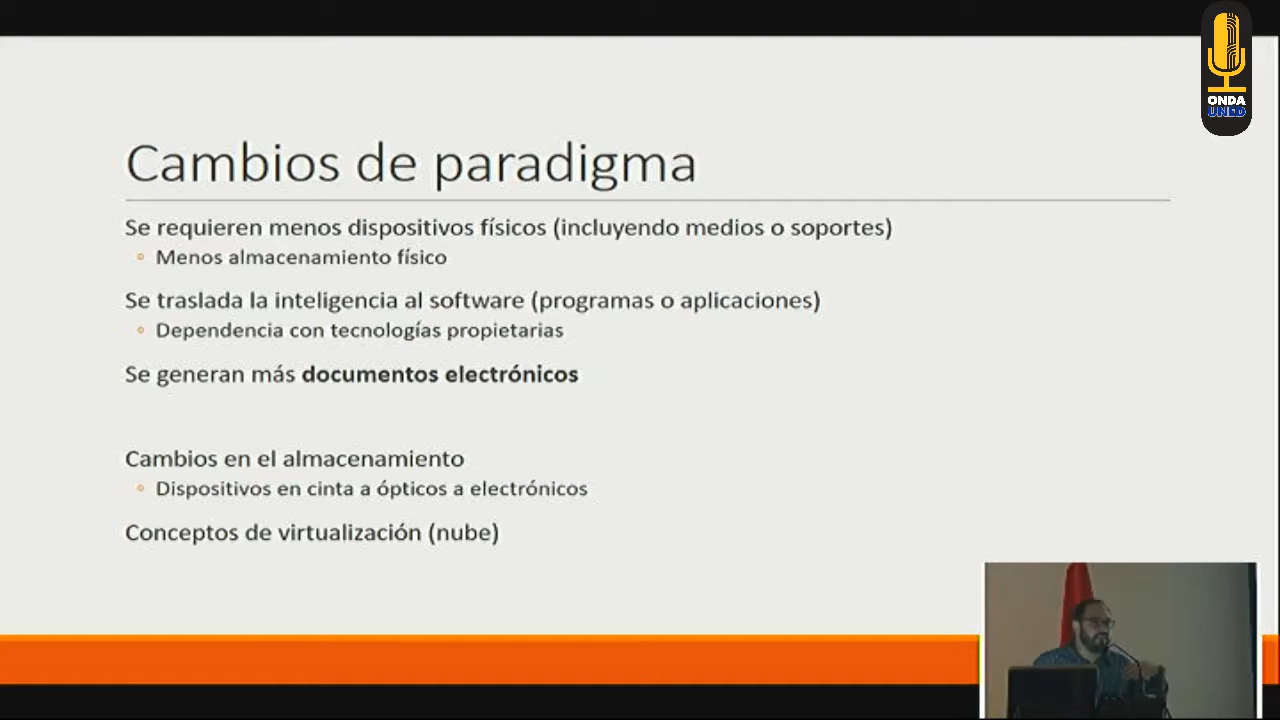 ONDA
UNED
Cambios de paradigma
Se requieren menos dispositivos físicos (incluyendo medios o soportes)
Menos almacenamiento físico
Se traslada la inteligencia al software (programas o aplicaciones)
Dependencia con tecnologías propietarias
Se generan más documentos electrónicos
Cambios en el almacenamiento
Dispositivos en cinta a ópticos a electrónicos
Conceptos de virtualización (nube)